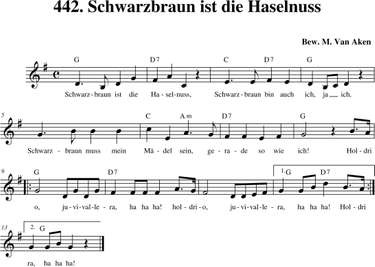 442. Schwarzbraun ist die Haselnuss
Bew. M. Van Aken
G D7 C D7
Schwarz- braun ist die Ha - sel-nuss, Schwarz-braun bin auch ich, ja__ ich.
5 G C Am D7 G
Schwarz - braun muss mein Mä - del sein, ge - ra - de so wie ich! Hol-dri
9 G D7 1. G
o, ju-vi-val-le-ra, ha ha ha! hol-dri-o, ju-vi-val-le-ra, ha ha ha! Hol-dri
13 2. G
ra, ha ha ha!